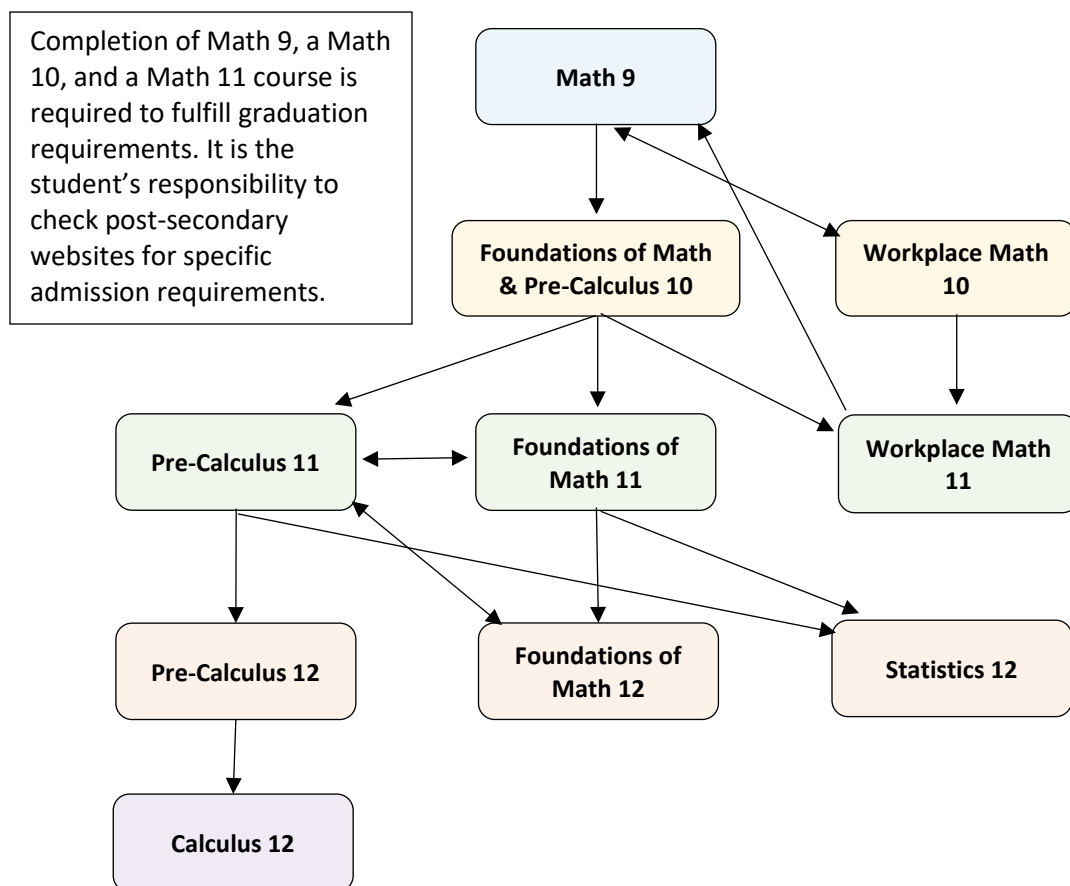 Completion of Math 9, a Math
10, and a Math 11 course is
required to fulfill graduation
requirements. It is the
student’s responsibility to
check post-secondary
websites for specific
admission requirements.
Math 9
Foundations of Math
& Pre-Calculus 10
Workplace Math
10
Pre-Calculus 11
Foundations of
Math 11
Workplace Math
11
Pre-Calculus 12
Foundations of
Math 12
Statistics 12
Calculus 12